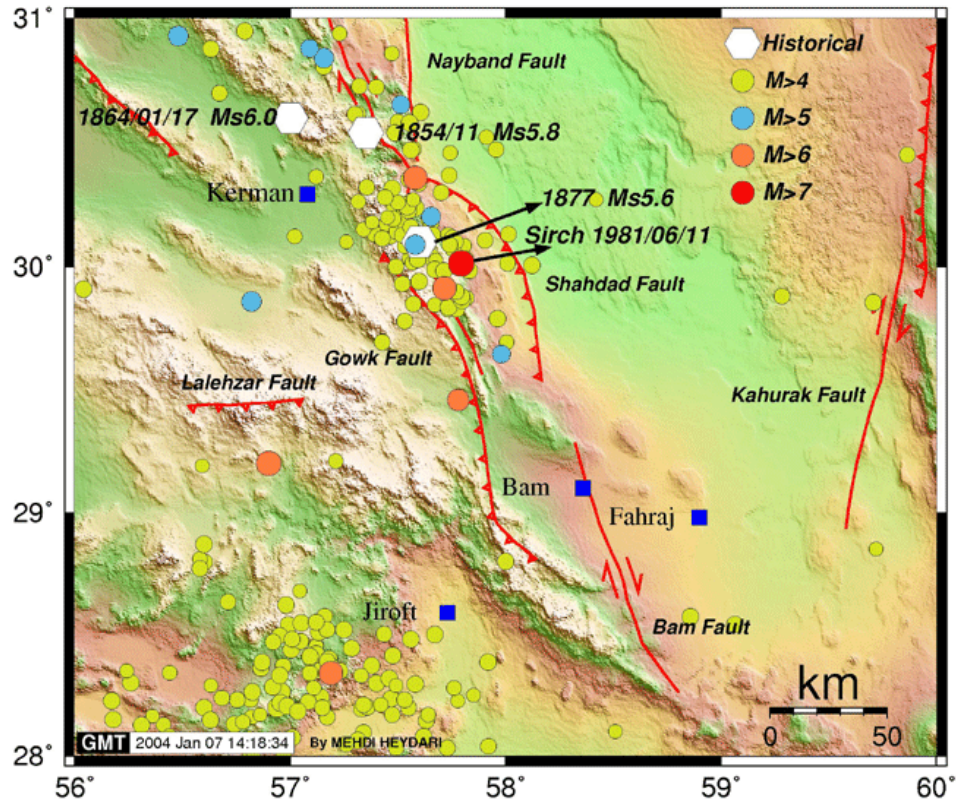 31°
30°
29°
28°
56°
57°
58°
59°
60°
Historical
M>4
M>5
M>6
M>7
Nayband Fault
1864/01/17 Ms6.0
1854/11 Ms5.8
Kerman
1877 Ms5.6
Sirch 1981/06/11
Shahdad Fault
Gowk Fault
Lalehzar Fault
Kahurak Fault
Bam
Fahraj
Jiroft
Bam Fault
km
0 50
GMT 2004 Jan 07 14:18:34 By MEHDI HEYDARI